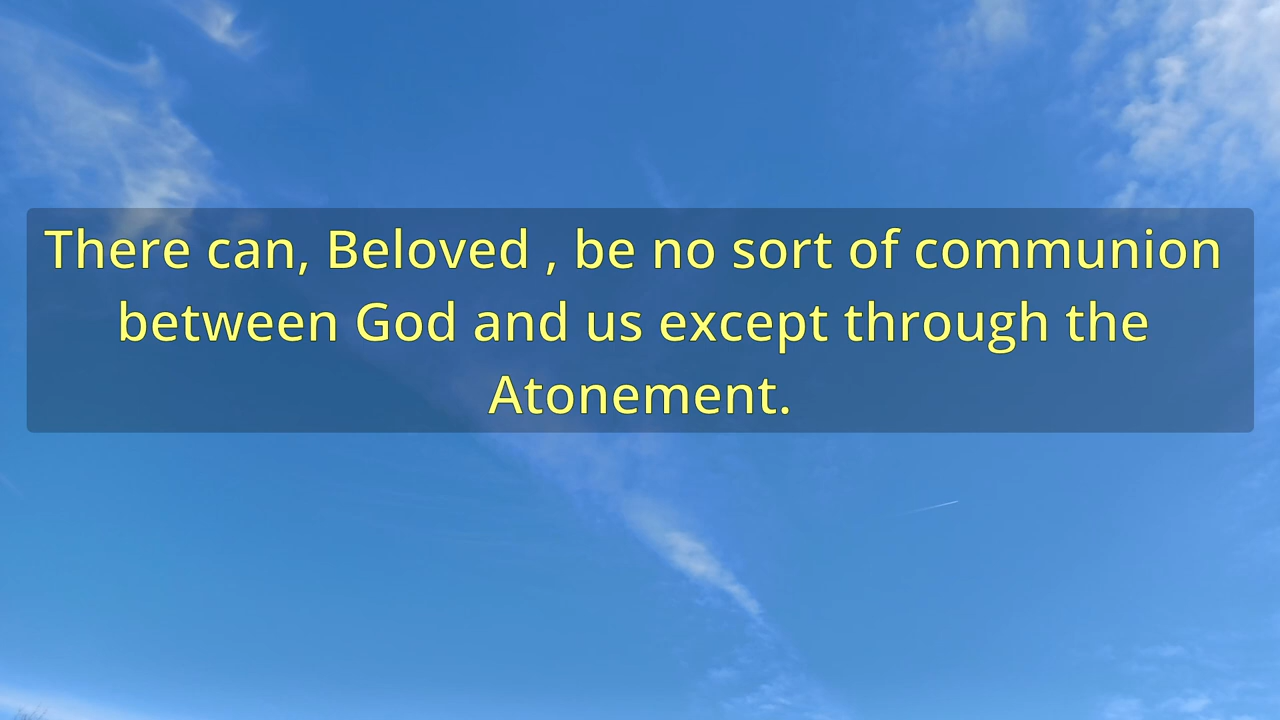 There can, Beloved , be no sort of communion
between God and us except through the
Atonement.